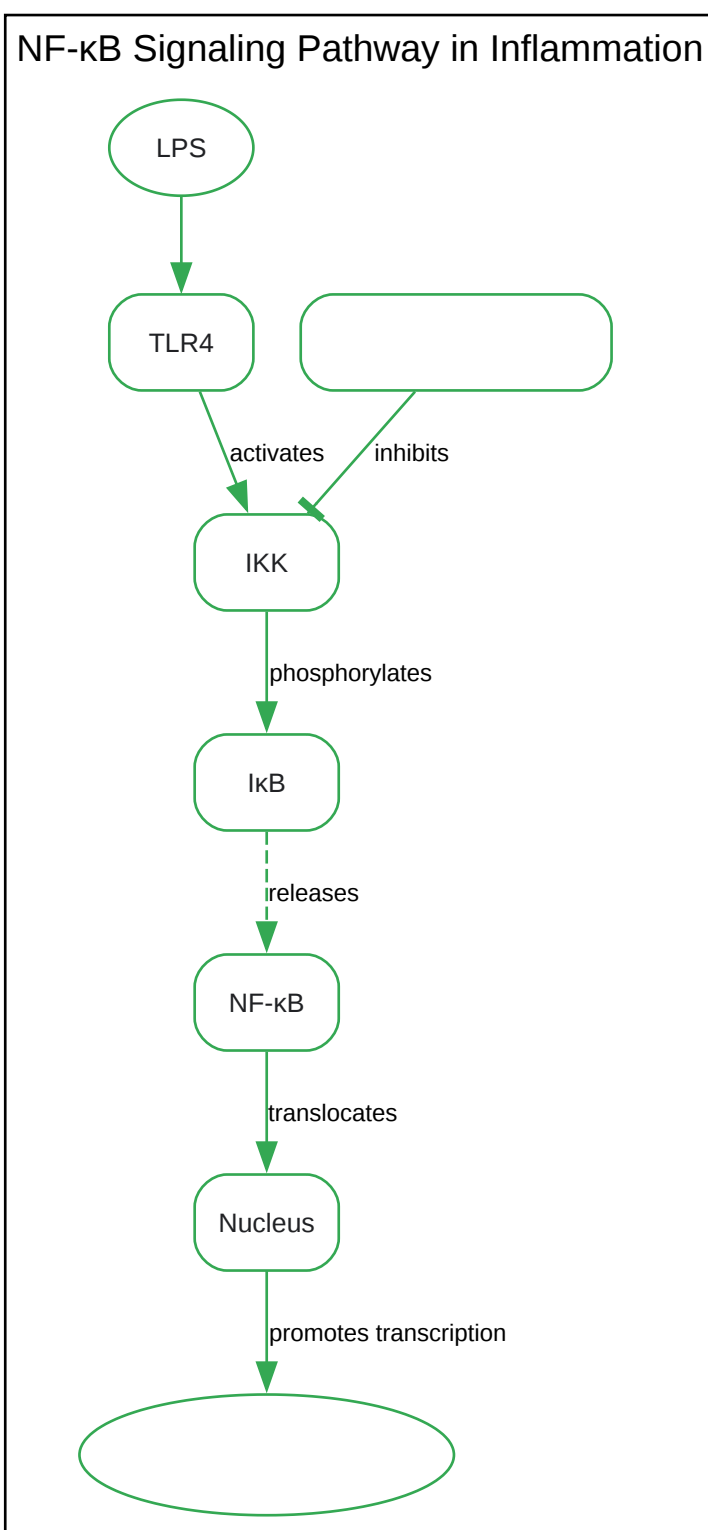 NF-κB Signaling Pathway in Inflammation
LPS
TLR4
activates
inhibits
IKK
phosphorylates
IκB
releases
NF-κB
translocates
Nucleus
promotes transcription